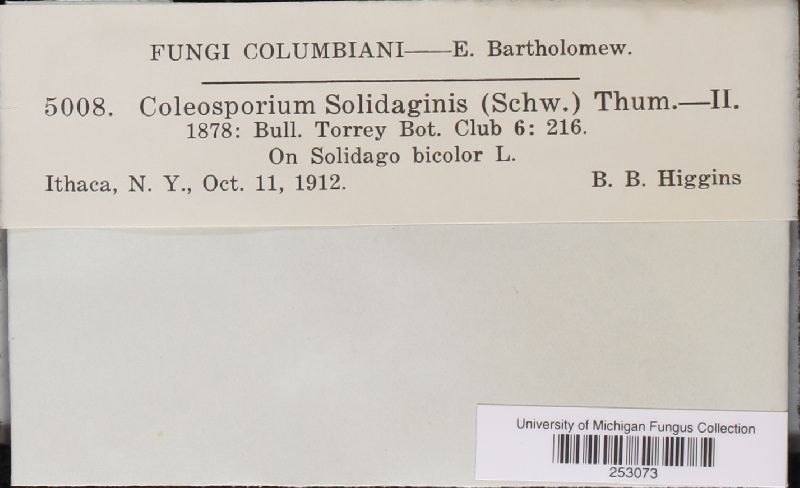 FUNGI COLUMBIANI——E. Bartholomew.
5008. Coleosporium Solidaginis (Schw.) Thum.—II.
1878: Bull. Torrey Bot. Club 6: 216.
On Solidago bicolor L.
Ithaca, N. Y., Oct. 11, 1912. B. B. Higgins
University of Michigan Fungus Collection
253073